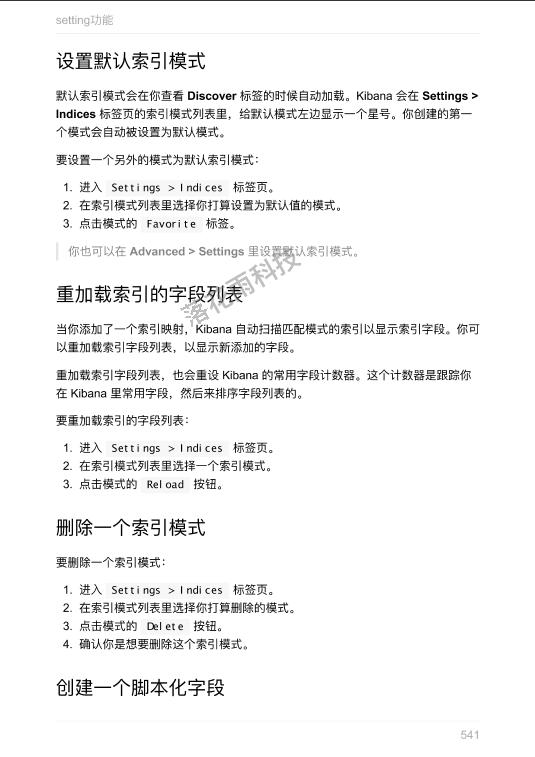 setting功能
设置默认索引模式
默认索引模式会在你查看 Discover 标签的时候自动加载。Kibana 会在 Settings >
Indices 标签页的索引模式列表里，给默认模式左边显示一个星号。你创建的第一
个模式会自动被设置为默认模式。
要设置一个另外的模式为默认索引模式：
1. 进入 Settings > Indices 标签页。
2. 在索引模式列表里选择你打算设置为默认值的模式。
3. 点击模式的 Favorite 标签。
你也可以在 Advanced > Settings 里设置默认索引模式。
落花雨科技
重加载索引的字段列表
当你添加了一个索引映射，Kibana 自动扫描匹配模式的索引以显示索引字段。你可
以重加载索引字段列表，以显示新添加的字段。
重加载索引字段列表，也会重设 Kibana 的常用字段计数器。这个计数器是跟踪你
在 Kibana 里常用字段，然后来排序字段列表的。
要重加载索引的字段列表：
1. 进入 Settings > Indices 标签页。
2. 在索引模式列表里选择一个索引模式。
3. 点击模式的 Reload 按钮。
删除一个索引模式
要删除一个索引模式：
1. 进入 Settings > Indices 标签页。
2. 在索引模式列表里选择你打算删除的模式。
3. 点击模式的 Delete 按钮。
4. 确认你是想要删除这个索引模式。
创建一个脚本化字段
541